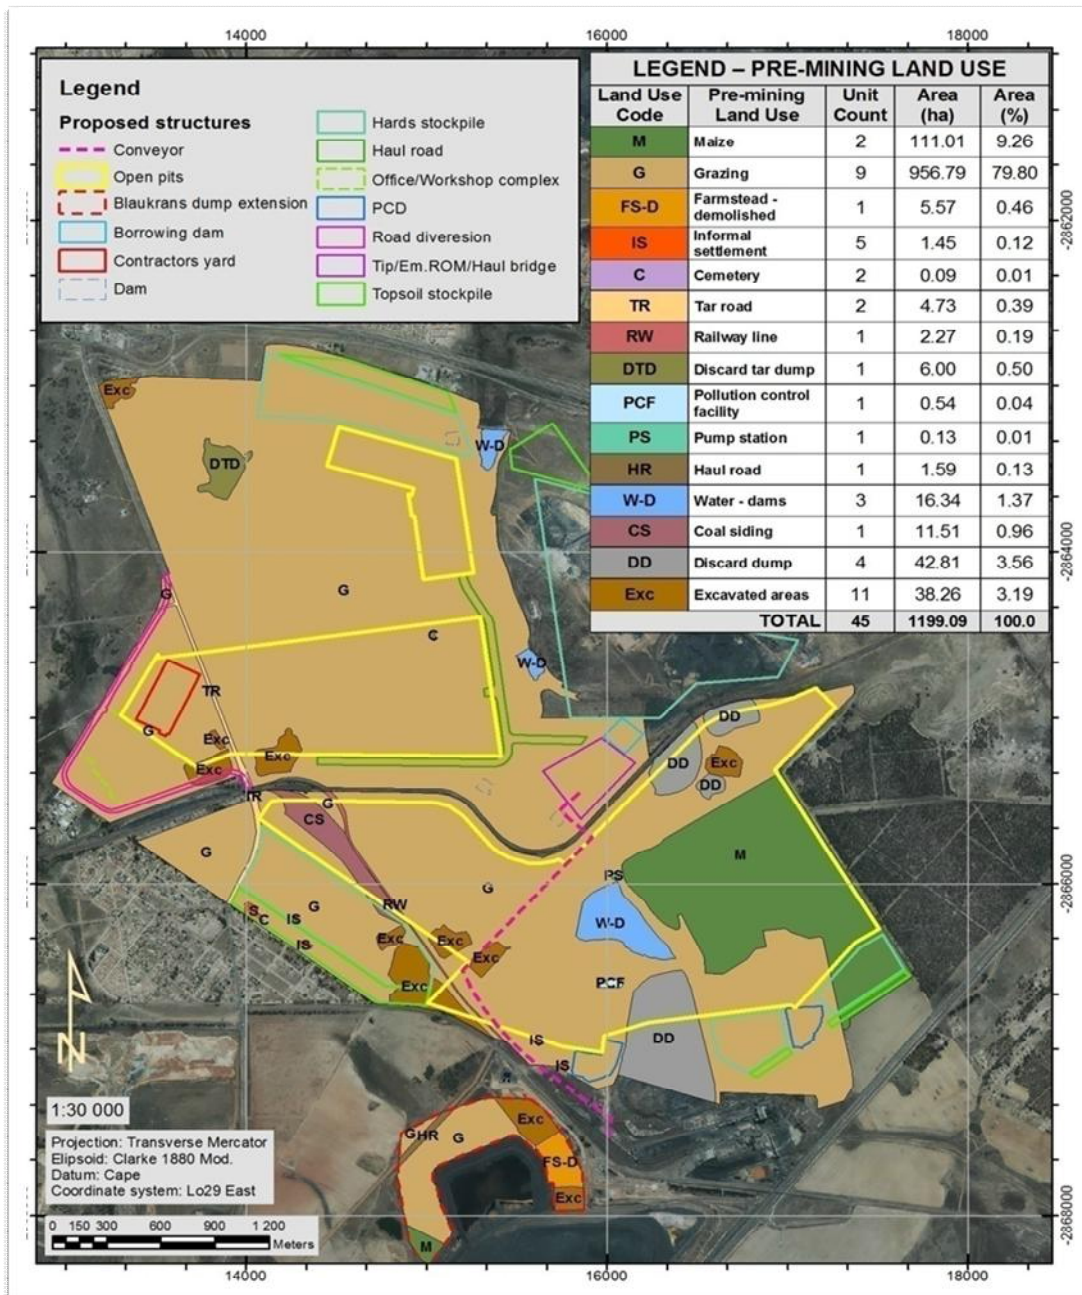 14000 16000 18000
Legend
Proposed structures
Conveyor
Open pits
Blaukrans dump extension
Borrowing dam
Contractors yard
Dam
Hards stockpile
Haul road
Office/Workshop complex
PCD
Road diveresion
Tip/Em.ROM/Haul bridge
Topsoil stockpile
LEGEND – PRE-MINING LAND USE
Land Use Code Pre-mining Land Use Unit Count Area (ha) Area (%)
M Maize 2 111.01 9.26
G Grazing 9 956.79 79.80
FS-D Farmstead - demolished 1 5.57 0.46
IS Informal settlement 5 1.45 0.12
C Cemetery 2 0.09 0.01
TR Tar road 2 4.73 0.39
RW Railway line 1 2.27 0.19
DTD Discard tar dump 1 6.00 0.50
PCF Pollution control facility 1 0.54 0.04
PS Pump station 1 0.13 0.01
HR Haul road 1 1.59 0.13
W-D Water - dams 3 16.34 1.37
CS Coal siding 1 11.51 0.96
DD Discard dump 4 42.81 3.56
Exc Excavated areas 11 38.26 3.19
TOTAL 45 1199.09 100.0
-2862000
-2864000
-2866000
-2868000
Exc
W-D
DTD
G
G
C
W-D
TR
G
DD
Exc
Exc
Exc
DD
Exc
DD
TR
G
CS
G
M
G
PS
RW
G
IS
C
IS
W-D
Exc
Exc
Exc
Exc
PCF
IS
DD
IS
Exc
G HR G
FS-D
Exc
M
N
1:30 000
Projection: Transverse Mercator
Elipsoid: Clarke 1880 Mod.
Datum: Cape
Coordinate system: Lo29 East
0 150 300 600 900 1 200
Meters
14000 16000 18000